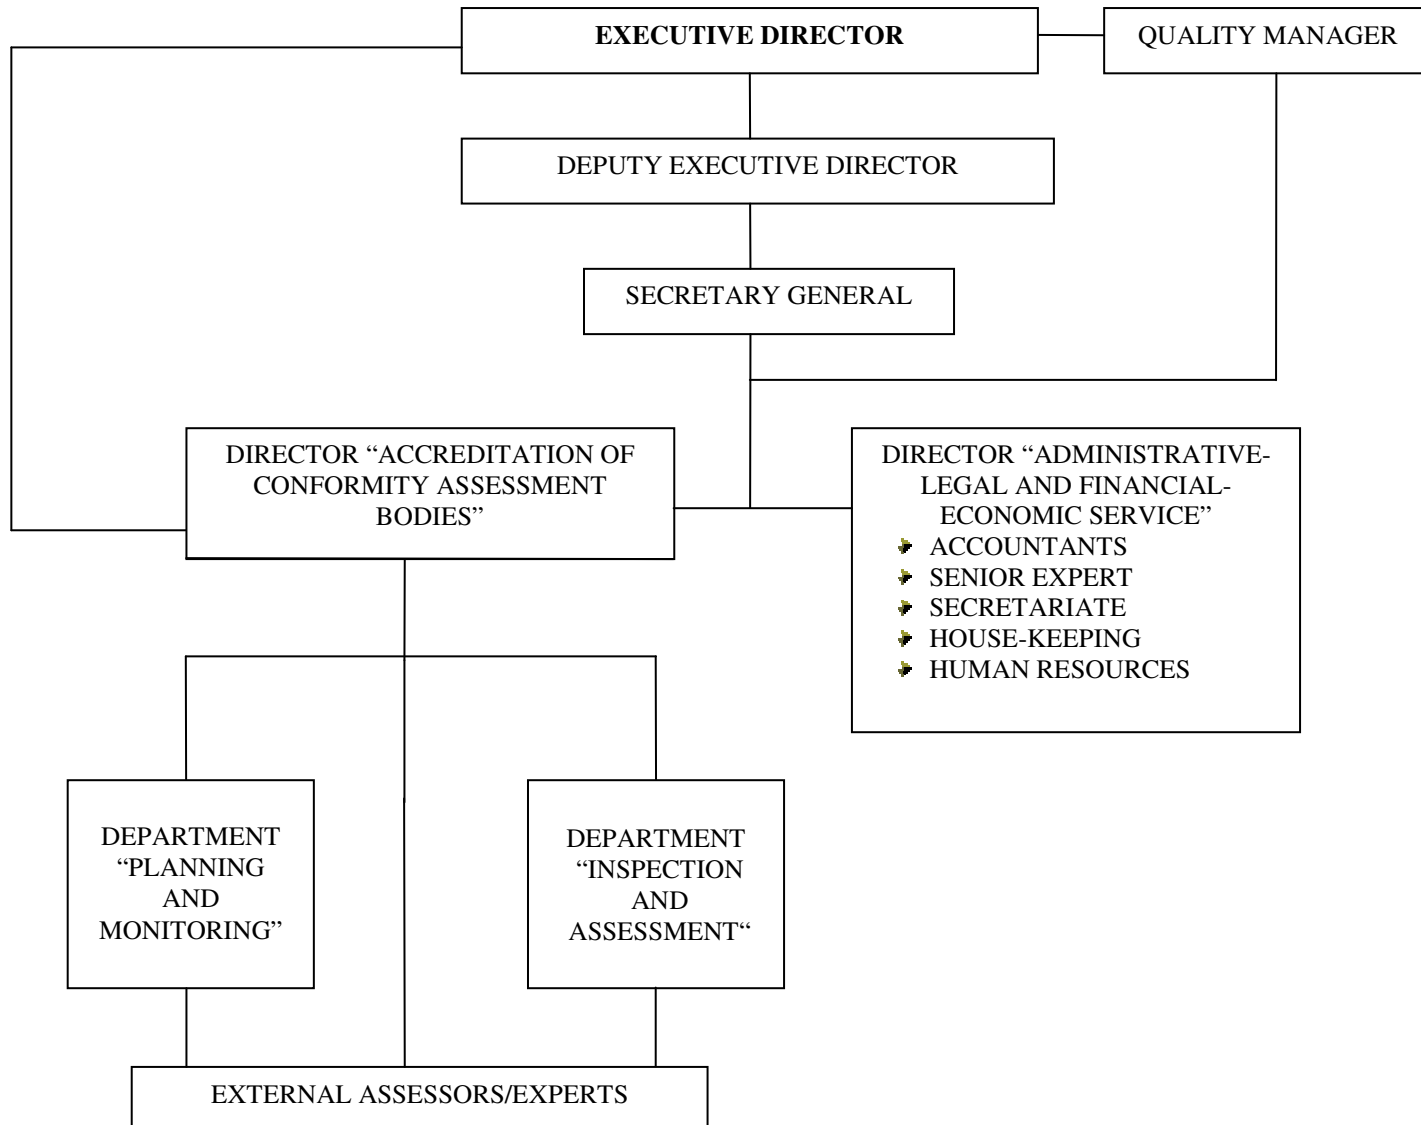 EXECUTIVE DIRECTOR
QUALITY MANAGER
DEPUTY EXECUTIVE DIRECTOR
SECRETARY GENERAL
DIRECTOR “ACCREDITATION OF
CONFORMITY ASSESSMENT
BODIES”
DIRECTOR “ADMINISTRATIVE-
LEGAL AND FINANCIAL-
ECONOMIC SERVICE”
ACCOUNTANTS
SENIOR EXPERT
SECRETARIATE
HOUSE-KEEPING
HUMAN RESOURCES
DEPARTMENT
“PLANNING
AND
MONITORING”
DEPARTMENT
“INSPECTION
AND
ASSESSMENT“
EXTERNAL ASSESSORS/EXPERTS